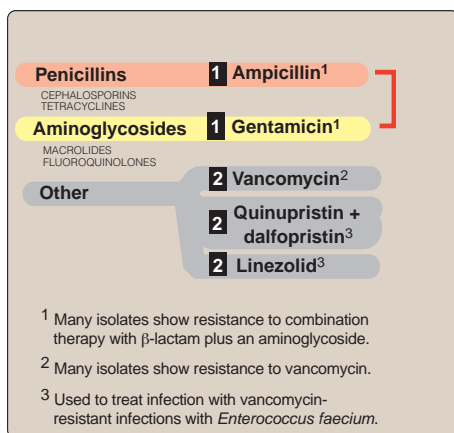 Penicillins 1 Ampicillin¹
CEPHALOSPORINS
TETRACYCLINES
Aminoglycosides 1 Gentamicin¹
MACROLIDES
FLUOROQUINOLONES
Other
2 Vancomycin²
2 Quinupristin +
dalfopristin³
2 Linezolid³
¹ Many isolates show resistance to combination
therapy with β-lactam plus an aminoglycoside.
² Many isolates show resistance to vancomycin.
³ Used to treat infection with vancomycin-
resistant infections with Enterococcus faecium.